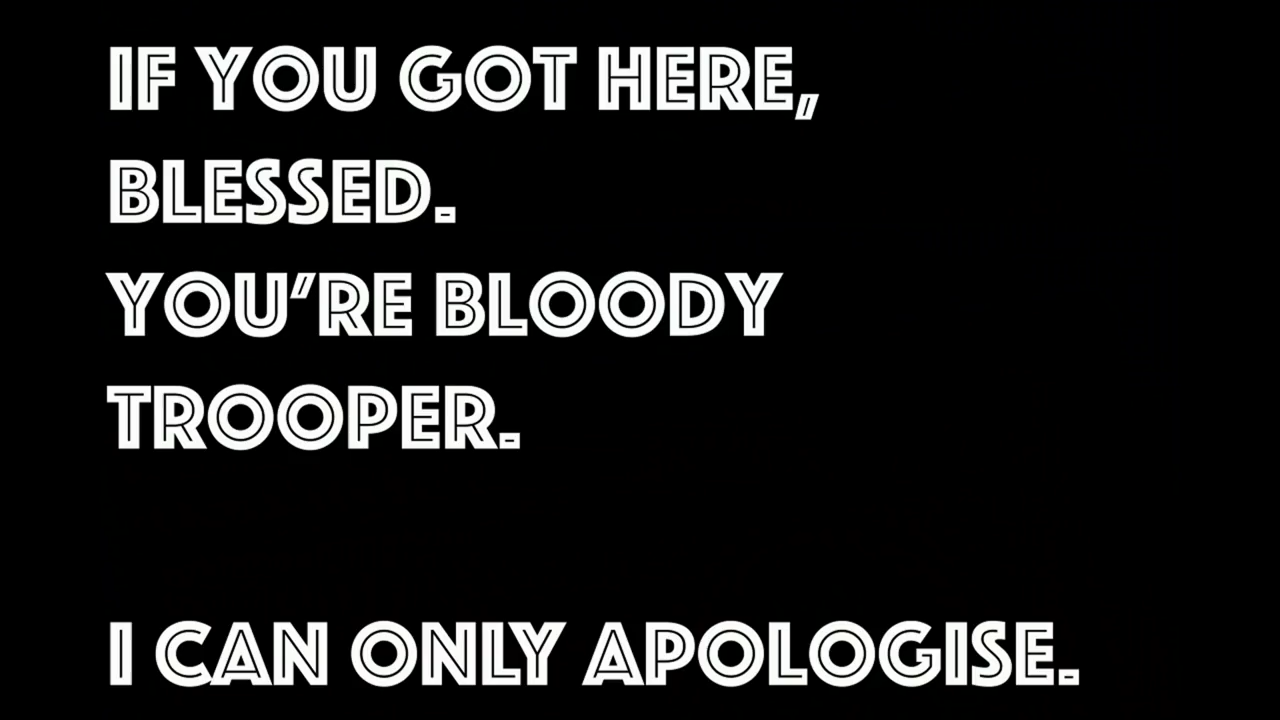 IF YOU GOT HERE,
BLESSED.
YOU’RE BLOODY
TROOPER.
I CAN ONLY APOLOGISE.